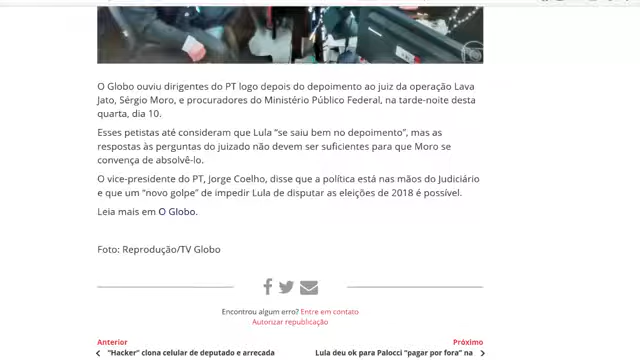 O Globo ouviu dirigentes do PT logo depois do depoimento ao juiz da operação Lava
Jato, Sérgio Moro, e procuradores do Ministério Público Federal, na tarde-noite desta
quarta, dia 10.
Esses petistas até consideram que Lula “se saiu bem no depoimento”, mas as
respostas às perguntas do juizado não devem ser suficientes para que Moro se
convença de absolvê-lo.
O vice-presidente do PT, Jorge Coelho, disse que a política está nas mãos do Judiciário
e que um “novo golpe” de impedir Lula de disputar as eleições de 2018 é possível.
Leia mais em O Globo.
Foto: Reprodução/TV Globo
Encontrou algum erro? Entre em contato
Autorizar republicação
Anterior
Próximo
“Hacker” clona celular de deputado e arrecada
Lula deu ok para Palocci “pagar por fora” na